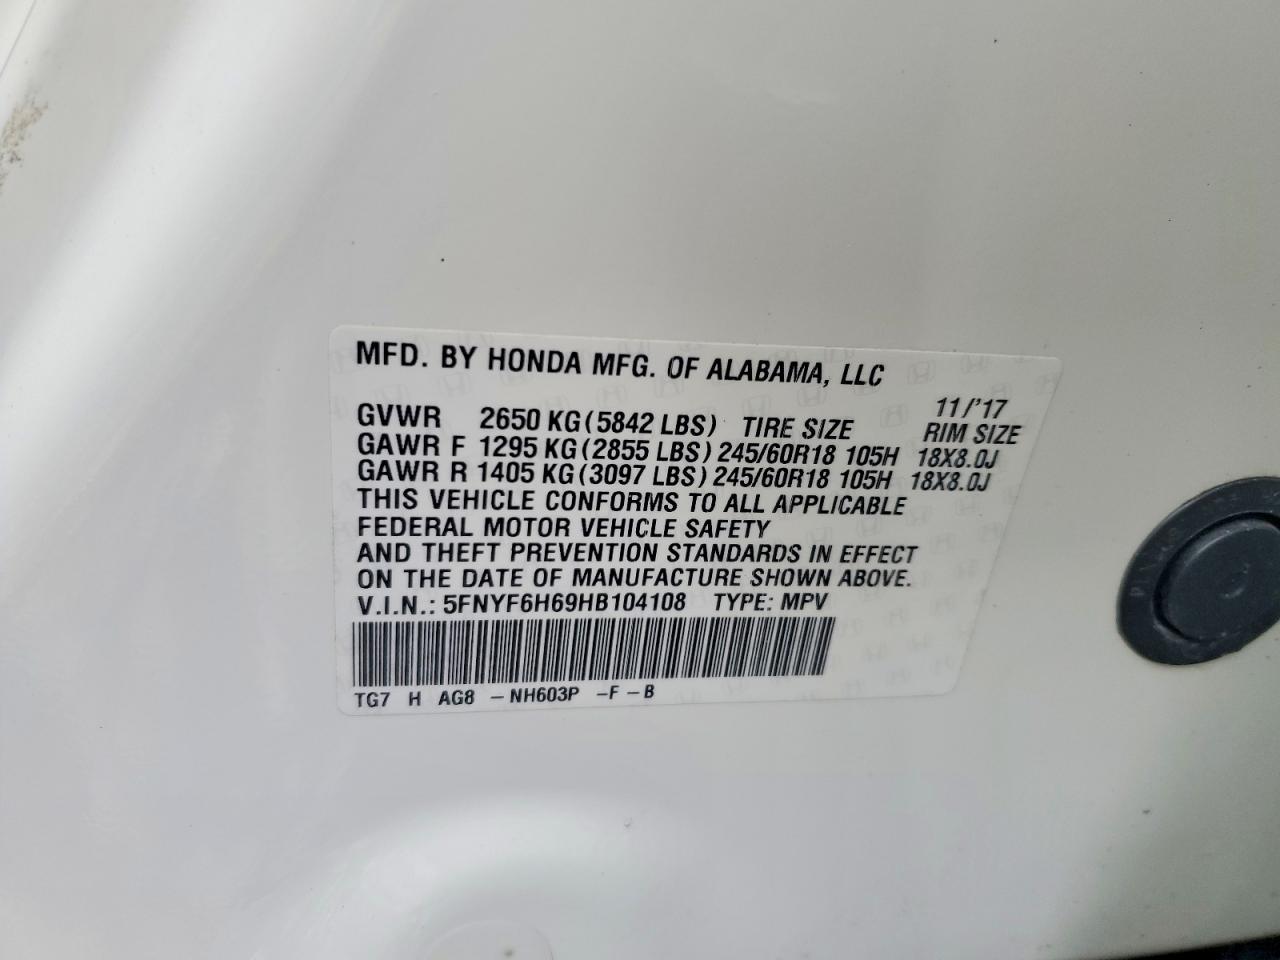 MFD. BY HONDA MFG. OF ALABAMA, LLC
11/'17
GVWR 2650 KG(5842 LBS) TIRE SIZE RIM SIZE
GAWR F 1295 KG(2855 LBS) 245/60R18 105H 18X8.0J
GAWR R 1405 KG(3097 LBS) 245/60R18 105H 18X8.0J
THIS VEHICLE CONFORMS TO ALL APPLICABLE
FEDERAL MOTOR VEHICLE SAFETY
AND THEFT PREVENTION STANDARDS IN EFFECT
ON THE DATE OF MANUFACTURE SHOWN ABOVE.
V.I.N.: 5FNYF6H69HB104108 TYPE: MPV
TG7 H AG8 -NH603P -F-B